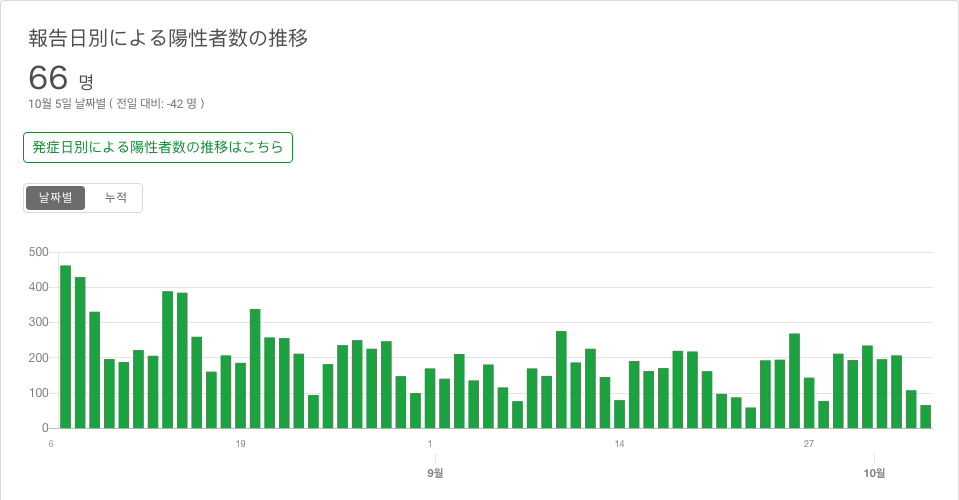 報告日別による陽性者数の推移
66 명
10월 5일 날짜별 ( 전일 대비: -42 명 )
発症日別による陽性者数の推移はこちら
날짜별 누적
500
400
300
200
100
0
6 19 1 14 27
9월 10월